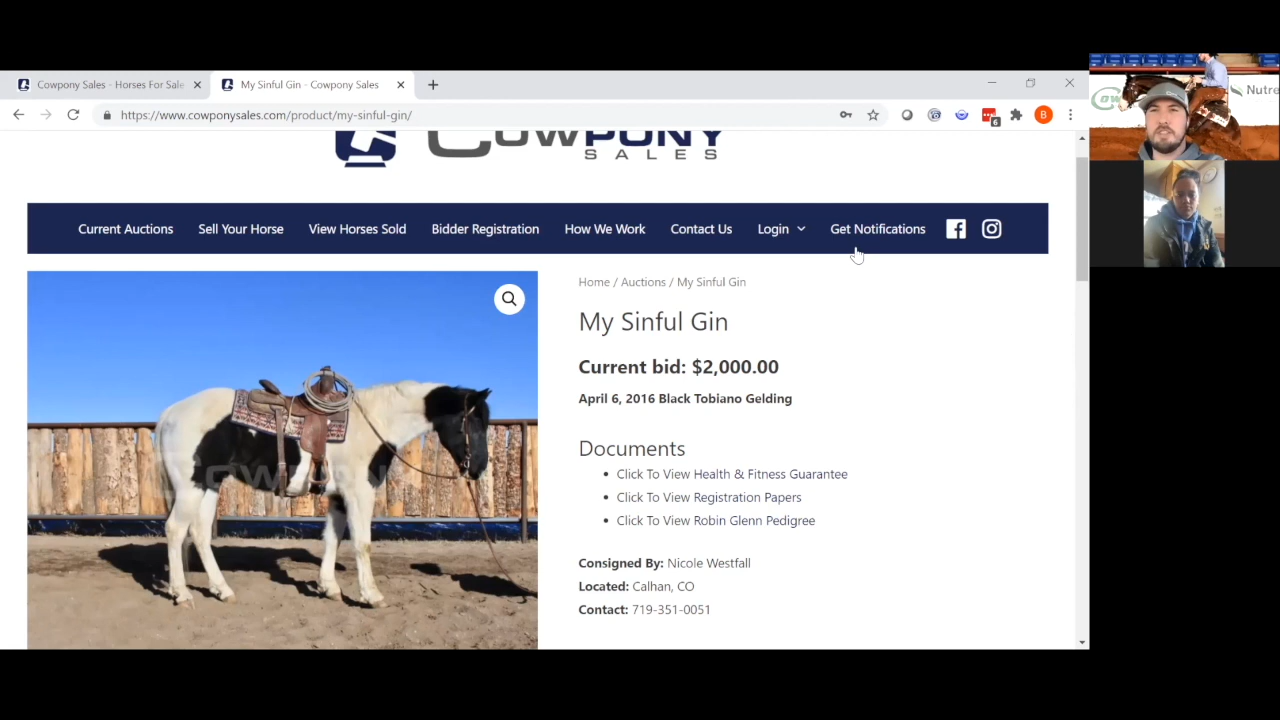 Cowpony Sales - Horses For Sale
My Sinful Gin - Cowpony Sales
https://www.cowponysales.com/product/my-sinful-gin/
6
B
COWPONY
SALES
Current Auctions Sell Your Horse View Horses Sold Bidder Registration How We Work Contact Us Login Get Notifications
Home / Auctions / My Sinful Gin
My Sinful Gin
Current bid: $2,000.00
April 6, 2016 Black Tobiano Gelding
Documents
Click To View Health & Fitness Guarantee
Click To View Registration Papers
Click To View Robin Glenn Pedigree
Consigned By: Nicole Westfall
Located: Calhan, CO
Contact: 719-351-0051
COWPON
Nutre